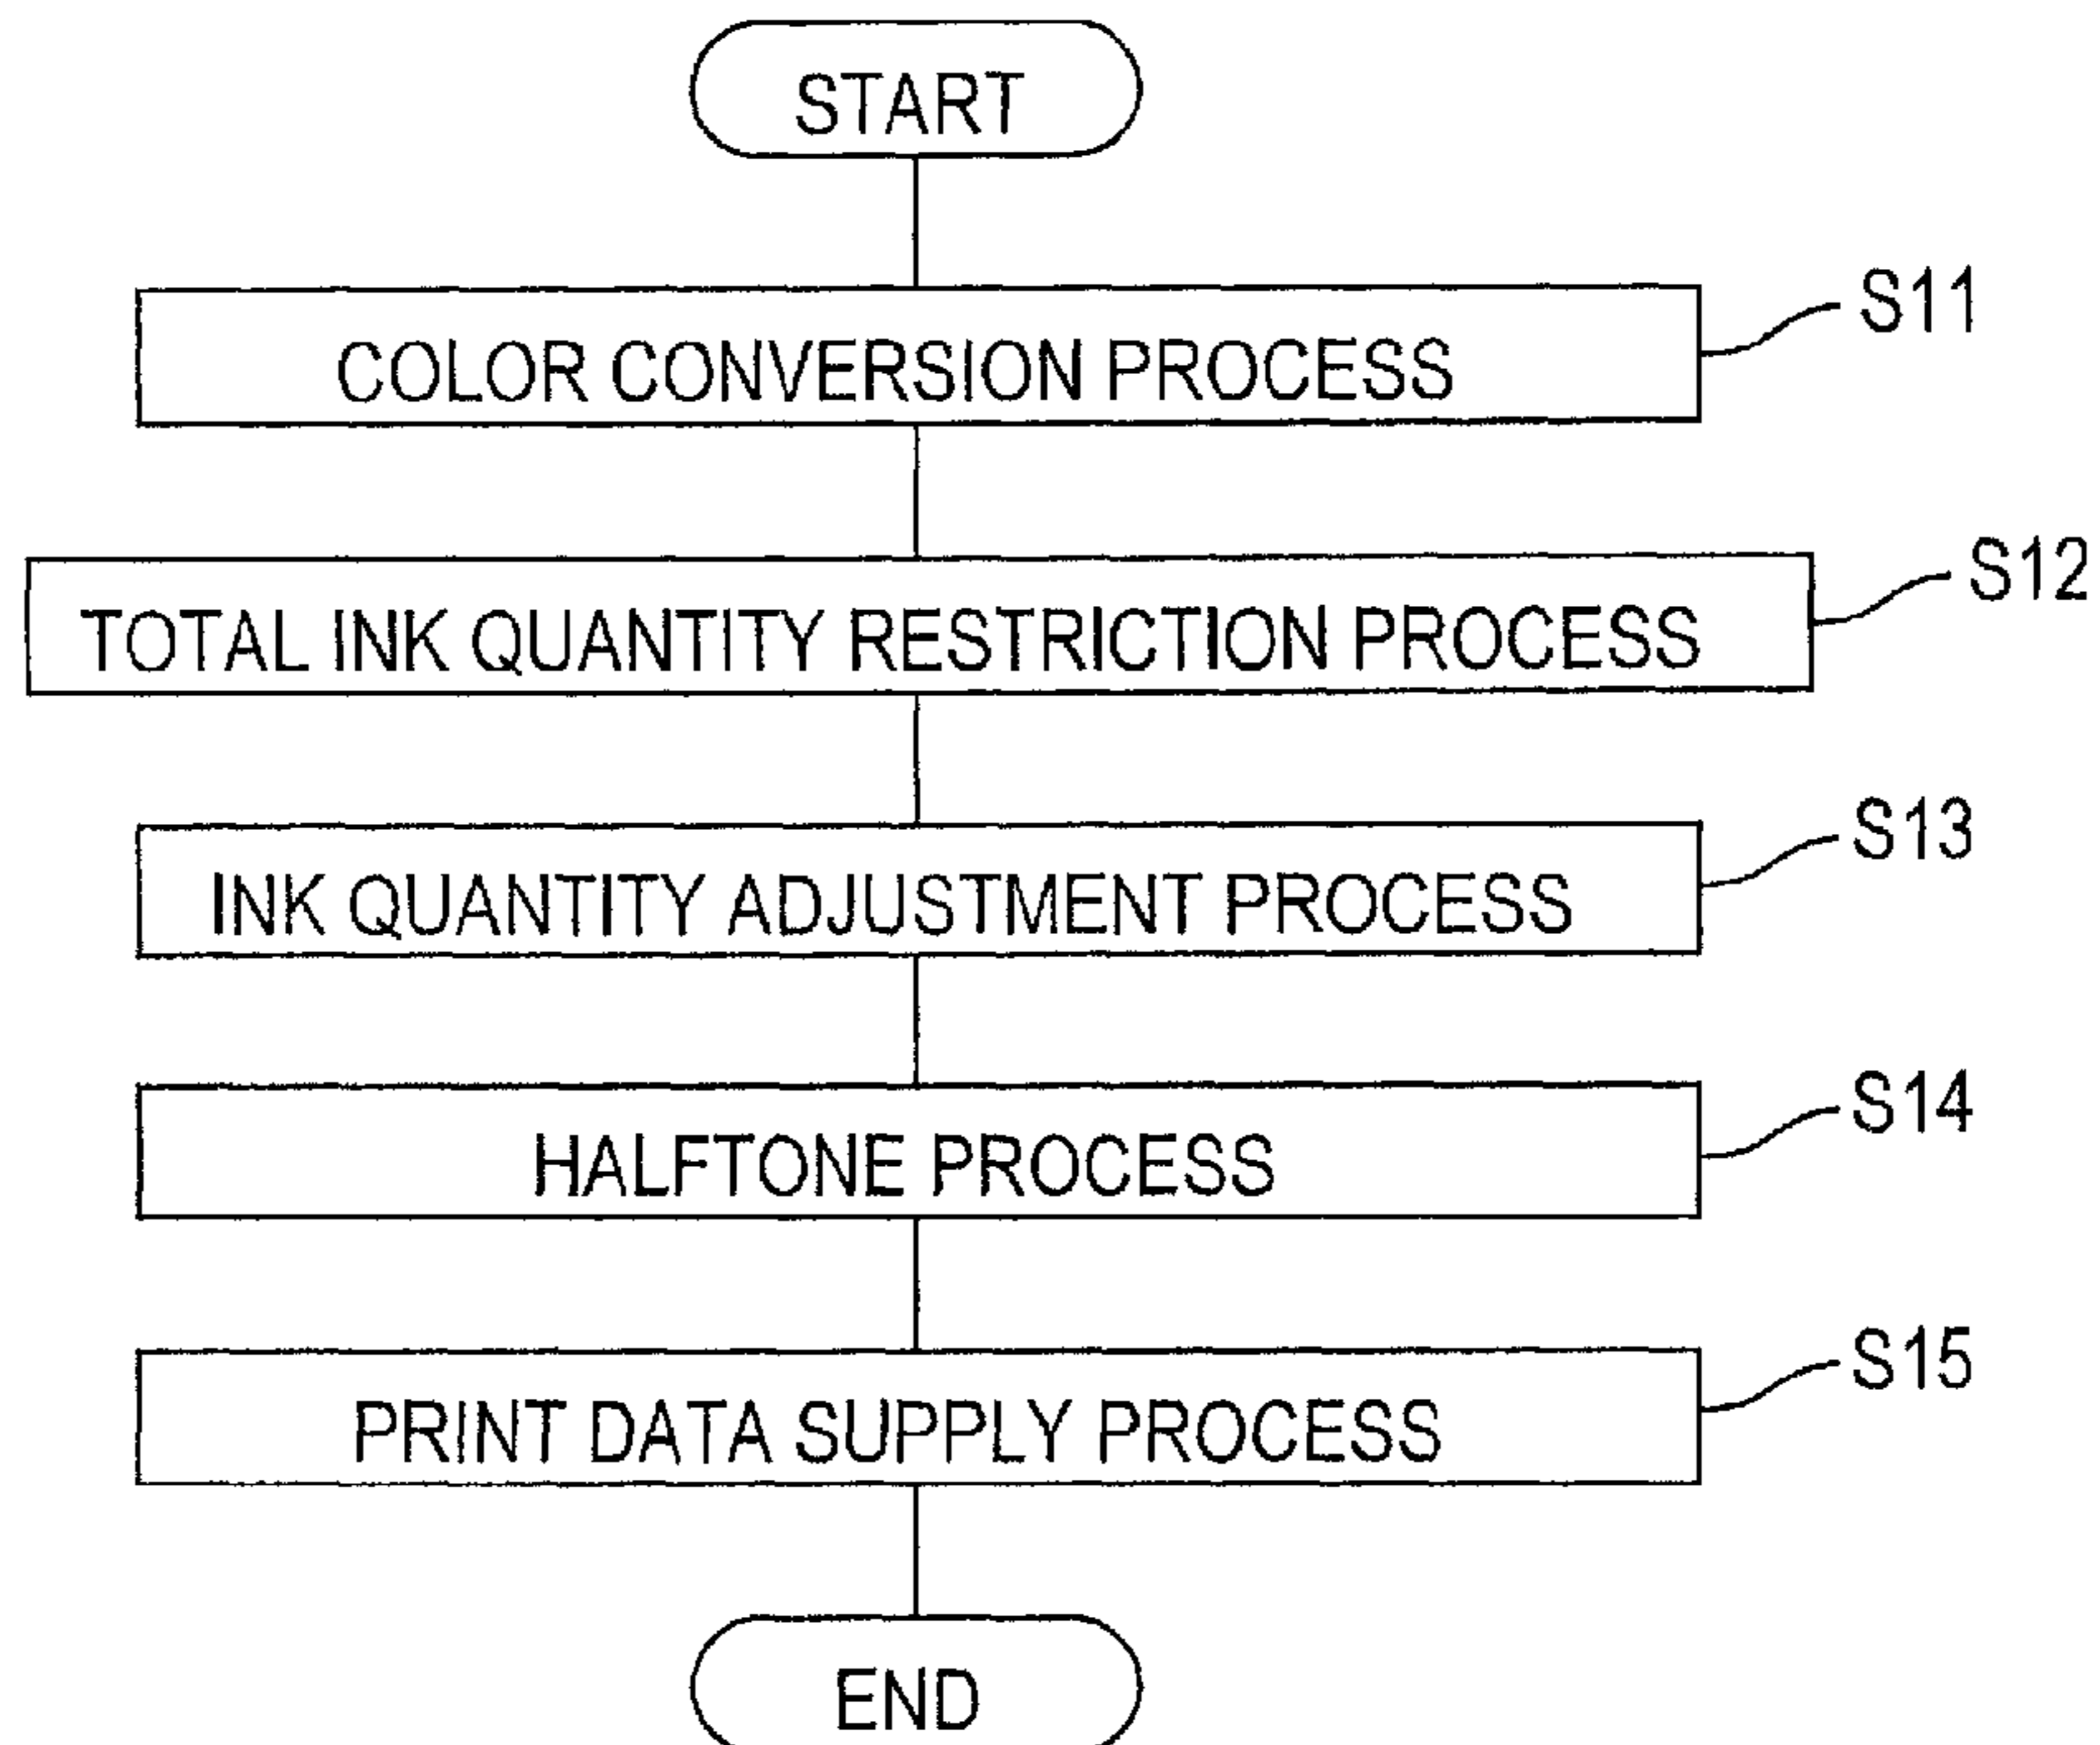 START
COLOR CONVERSION PROCESS
S11
TOTAL INK QUANTITY RESTRICTION PROCESS
S12
INK QUANTITY ADJUSTMENT PROCESS
S13
HALFTONE PROCESS
S14
PRINT DATA SUPPLY PROCESS
S15
END